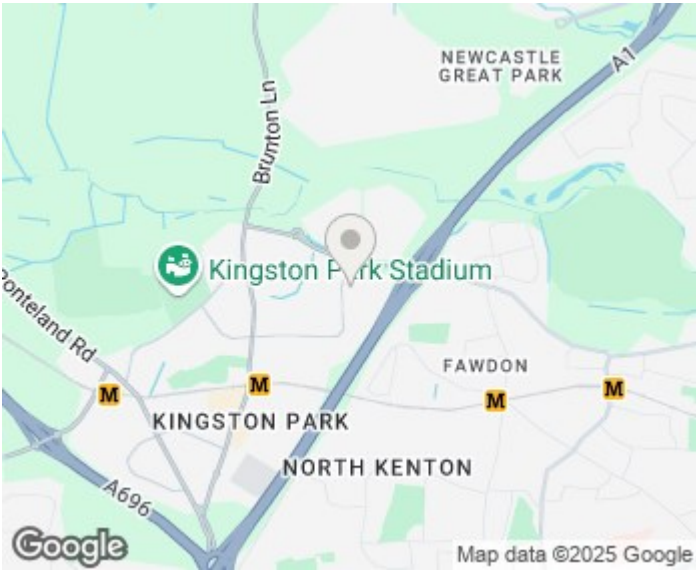 NEWCASTLE
GREAT PARK
A1
Brunton Ln
Kingston Park Stadium
Ponteland Rd
FAWDON
M
M
M
M
KINGSTON PARK
NORTH KENTON
A696
Google
Map data ©2025 Google